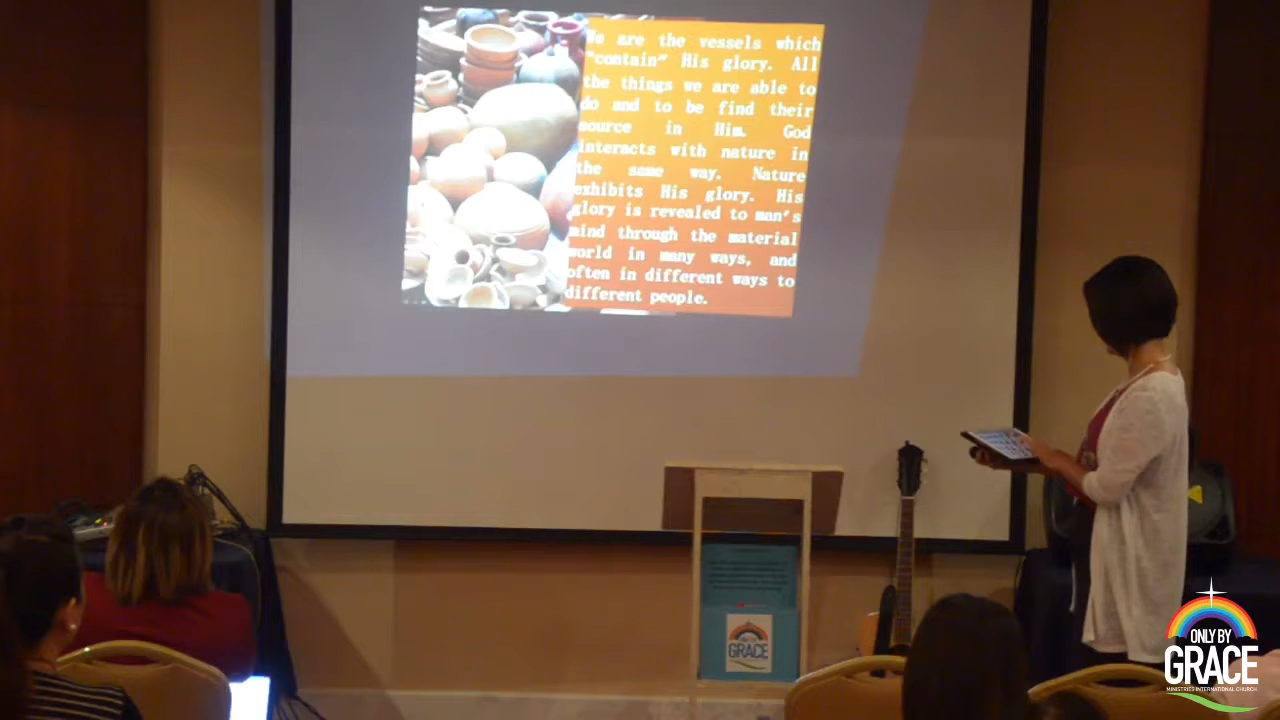 We are the vessels which
"contain" His glory. All
the things we are able to
do and to be find their
source in Him. God
interacts with nature in
the same way. Nature
exhibits His glory. His
glory is revealed to man's
mind through the material
world in many ways, and
often in different ways to
different people.
GRACE
ONLY BY
GRACE
MINISTRIES INTERNATIONAL CHURCH